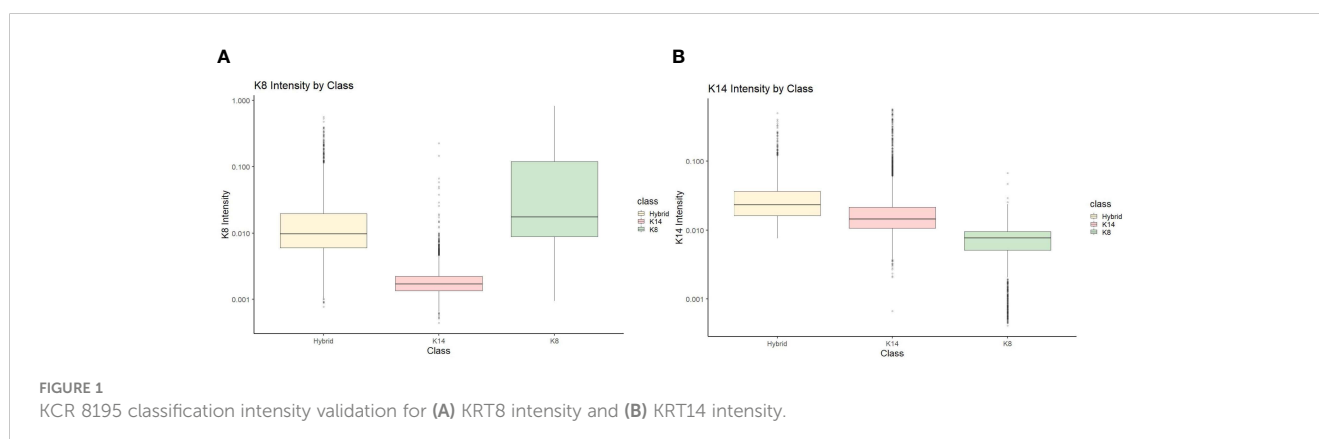 A
K8 Intensity by Class
1.000
0.100
0.010
0.001
K8 Intensity
Hybrid
K14
K8
Class
class
Hybrid
K14
K8
B
K14 Intensity by Class
0.100
0.010
0.001
K14 Intensity
Hybrid
K14
K8
Class
class
Hybrid
K14
K8
FIGURE 1
KCR 8195 classification intensity validation for (A) KRT8 intensity and (B) KRT14 intensity.